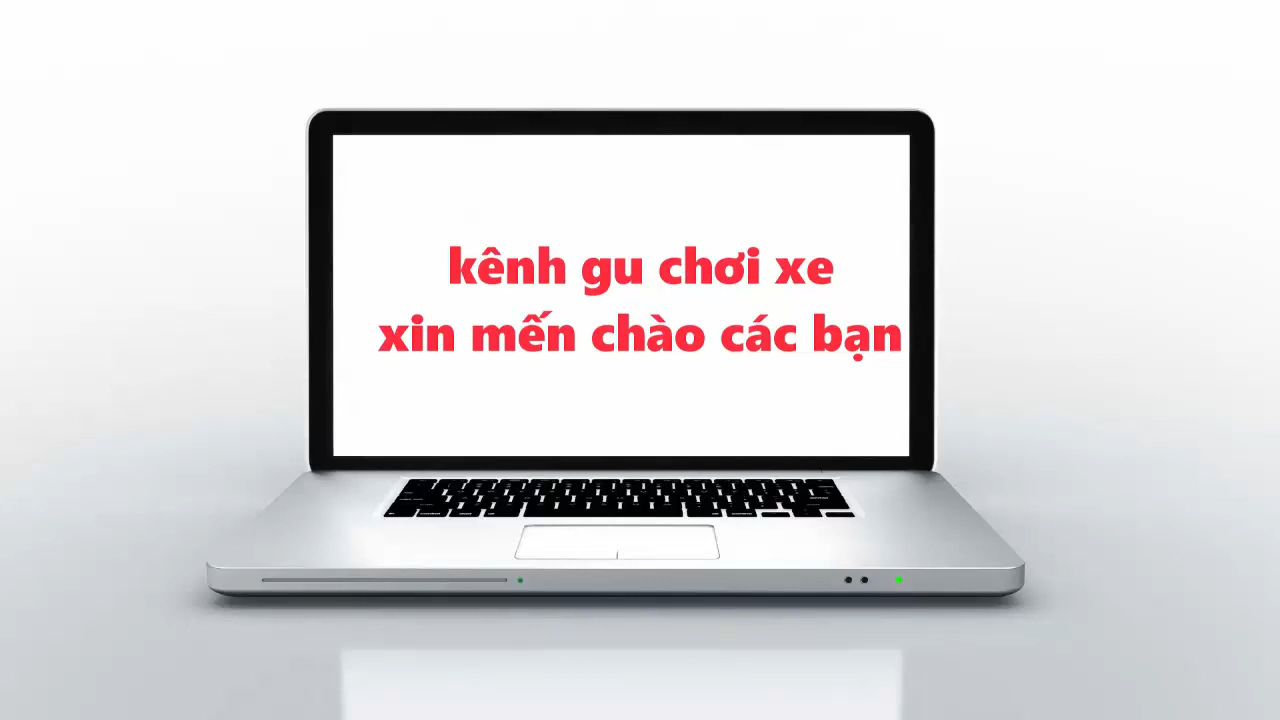 kênh gu chơi xe
xin mến chào các bạn